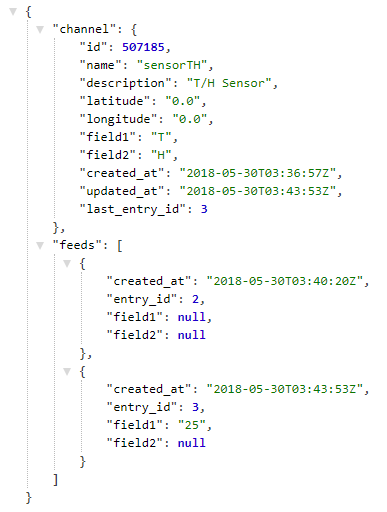 {
"channel": {
"id": 507185,
"name": "sensorTH",
"description": "T/H Sensor",
"latitude": "0.0",
"longitude": "0.0",
"field1": "T",
"field2": "H",
"created_at": "2018-05-30T03:36:57Z",
"updated_at": "2018-05-30T03:43:53Z",
"last_entry_id": 3
},
"feeds": [
{
"created_at": "2018-05-30T03:40:20Z",
"entry_id": 2,
"field1": null,
"field2": null
},
{
"created_at": "2018-05-30T03:43:53Z",
"entry_id": 3,
"field1": "25",
"field2": null
}
]
}